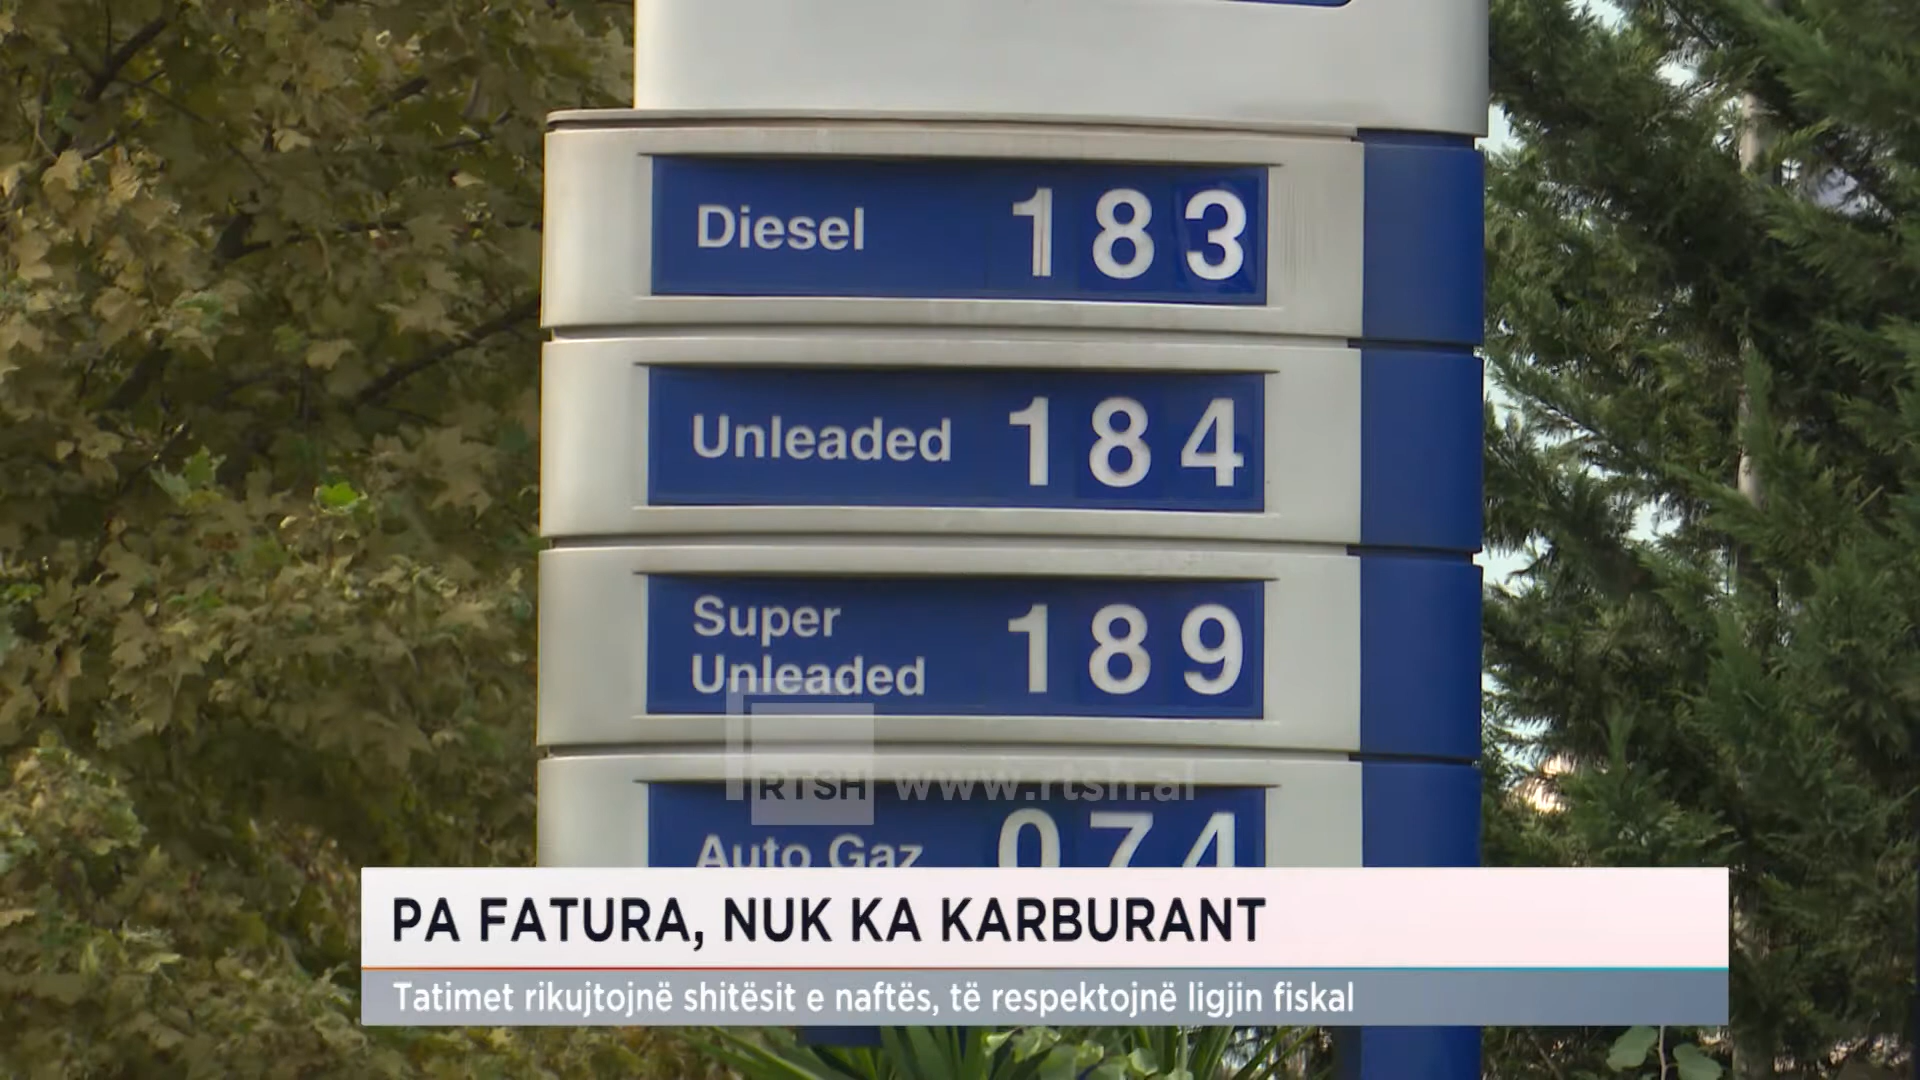 Diesel 183
Unleaded 184
Super
Unleaded 189
RTSH www.rtsh.al
Auto Gaz 074
PA FATURA, NUK KA KARBURANT
Tatimet rikujtojnë shitësit e naftës, të respektojnë ligjin fiskal